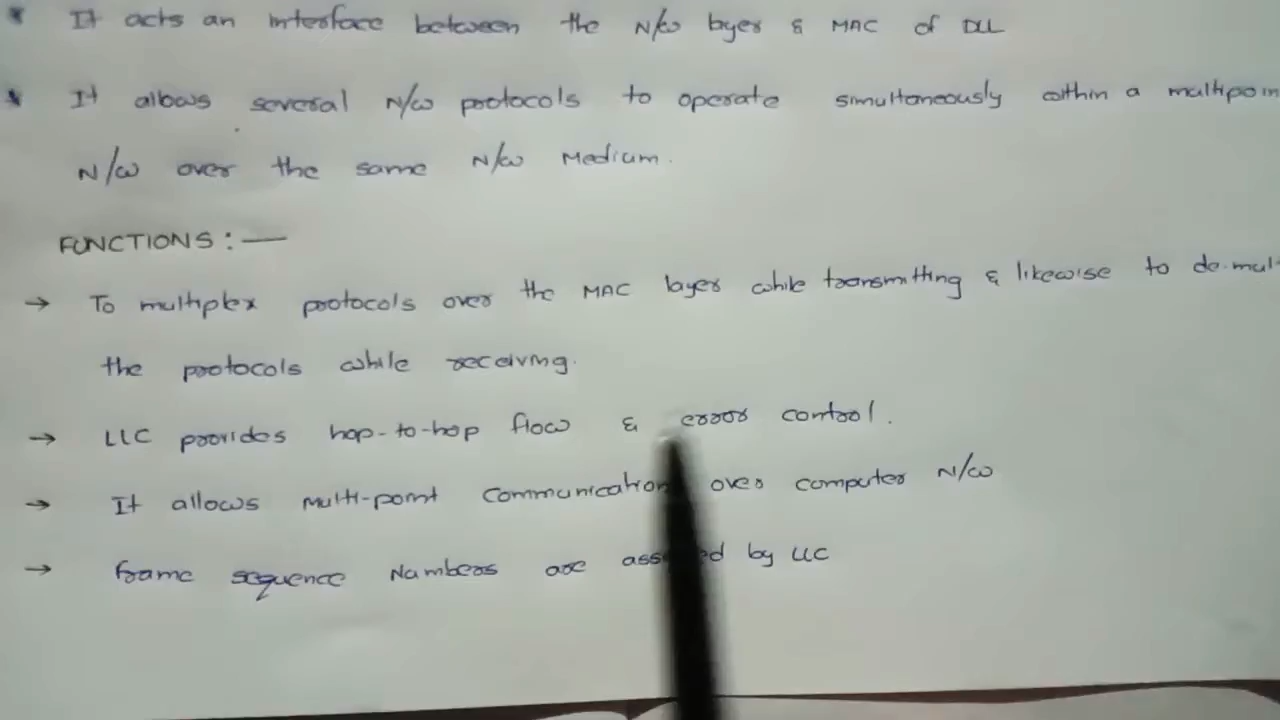 * It acts an interface between the N/w layer & MAC of DLL
* It allows several N/w protocols to operate simultaneously within a multipoin
N/w over the same N/w Medium.
FUNCTIONS : —
→ To multiplex protocols over the MAC layer while transmitting & likewise to de-mul-
the protocols while receiving.
→ LLC provides hop-to-hop flow & error control.
→ It allows multi-point communication over computer N/w
→ frame sequence Numbers are by LLC